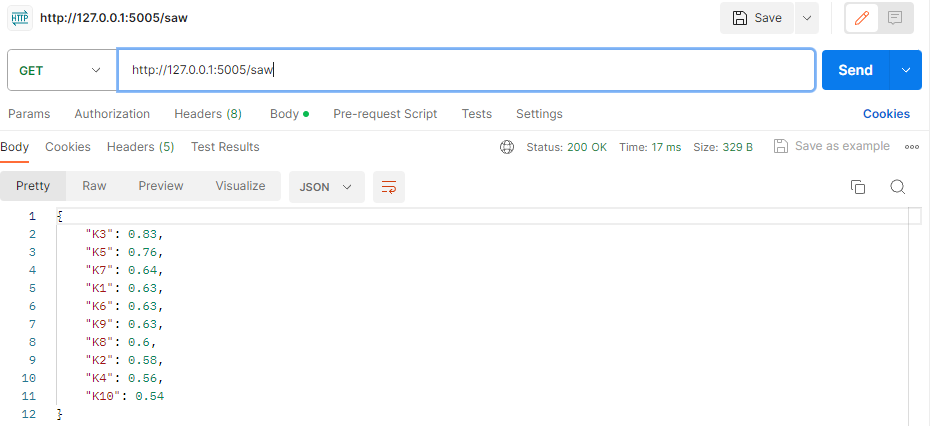 HTTP http://127.0.0.1:5005/saw Save
GET http://127.0.0.1:5005/saw Send
Params Authorization Headers (8) Body Pre-request Script Tests Settings Cookies
Body Cookies Headers (5) Test Results Status: 200 OK Time: 17 ms Size: 329 B Save as example
Pretty Raw Preview Visualize JSON
1 {
2 "K3": 0.83,
3 "K5": 0.76,
4 "K7": 0.64,
5 "K1": 0.63,
6 "K6": 0.63,
7 "K9": 0.63,
8 "K8": 0.6,
9 "K2": 0.58,
10 "K4": 0.56,
11 "K10": 0.54
12 }